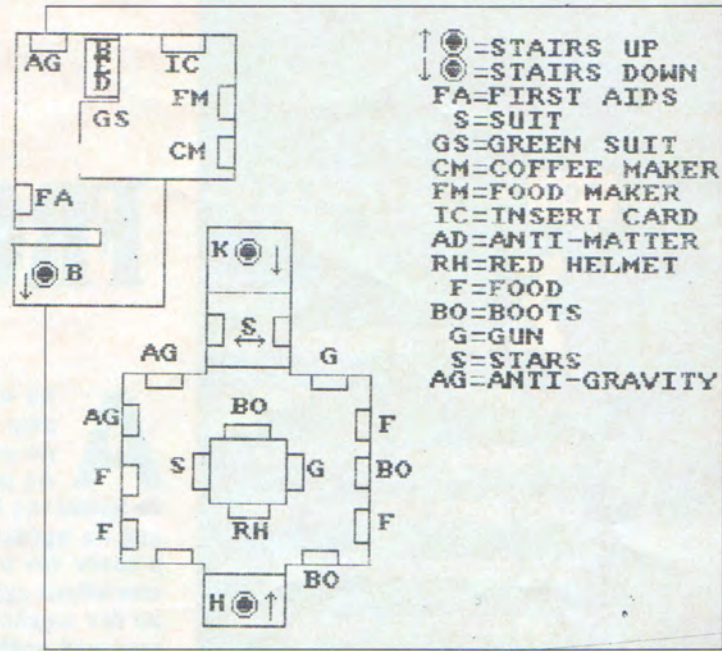 AG
BED
IC
FM
GS
CM
FA
B
K
S
AG
G
AG
BO
F
S
G
BO
F
F
RH
F
BO
H
↑ =STAIRS UP
↓ =STAIRS DOWN
FA=FIRST AIDS
S=SUIT
GS=GREEN SUIT
CM=COFFEE MAKER
FM=FOOD MAKER
IC=INSERT CARD
AD=ANTI-MATTER
RH=RED HELMET
F=FOOD
BO=BOOTS
G=GUN
S=STARS
AG=ANTI-GRAVITY